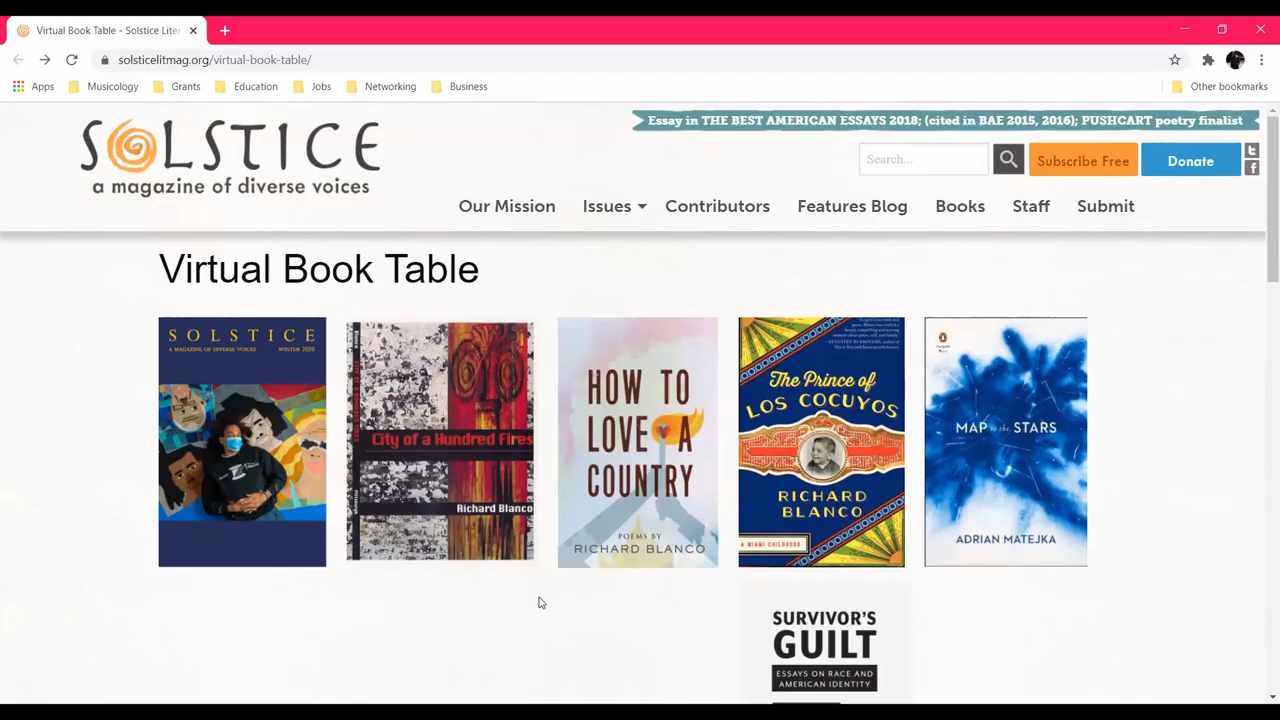 Virtual Book Table - Solstice Lite
solsticelitmag.org/virtual-book-table/
Apps Musicology Grants Education Jobs Networking Business Other bookmarks
SOLSTICE
a magazine of diverse voices
Essay in THE BEST AMERICAN ESSAYS 2018; (cited in BAE 2015, 2016); PUSHCART poetry finalist
Search... Subscribe Free Donate
Our Mission Issues Contributors Features Blog Books Staff Submit
Virtual Book Table
SOLSTICE
A MAGAZINE OF DIVERSE VOICES WINTER 2020
City of a Hundred Fires
Richard Blanco
HOW TO
LOVE A
COUNTRY
POEMS BY
RICHARD BLANCO
The Prince of
LOS COCUYOS
RICHARD
BLANCO
A MIAMI CHILDHOOD
MAP to the STARS
ADRIAN MATEJKA
SURVIVOR'S
GUILT
ESSAYS ON RACE AND
AMERICAN IDENTITY